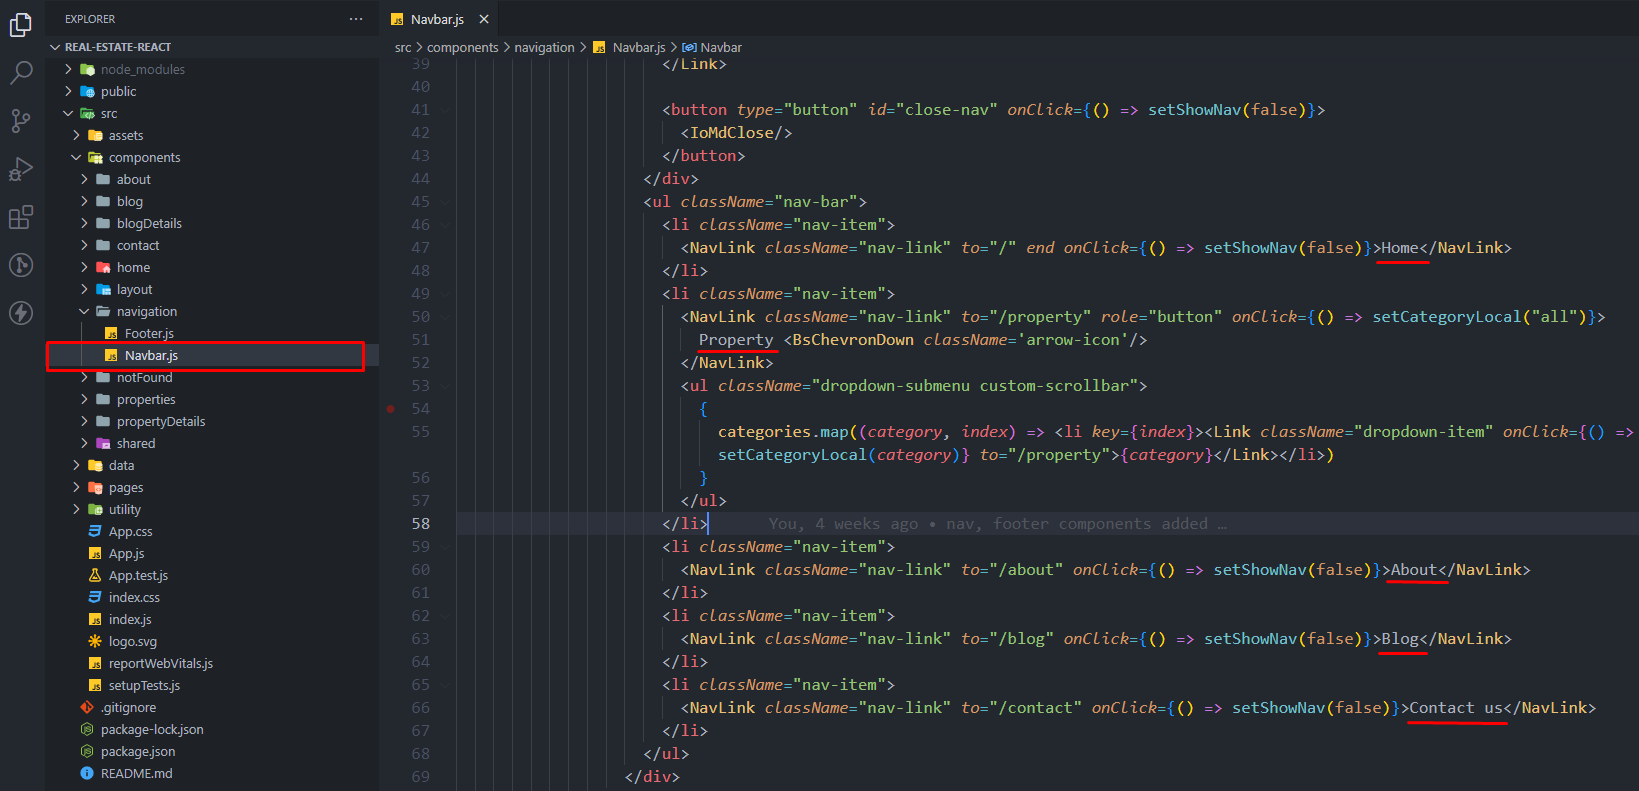 EXPLORER
REAL-ESTATE-REACT
node_modules
public
src
assets
components
about
blog
blogDetails
contact
home
layout
navigation
Footer.js
Navbar.js
notFound
properties
propertyDetails
shared
data
pages
utility
App.css
App.js
App.test.js
index.css
index.js
logo.svg
reportWebVitals.js
setupTests.js
.gitignore
package-lock.json
package.json
README.md
Navbar.js
src > components > navigation > Navbar.js > Navbar
39 </Link>
40
41 <button type="button" id="close-nav" onClick={() => setShowNav(false)}>
42 <IoMdClose/>
43 </button>
44 </div>
45 <ul className="nav-bar">
46 <li className="nav-item">
47 <NavLink className="nav-link" to="/" end onClick={() => setShowNav(false)}>Home</NavLink>
48 </li>
49 <li className="nav-item">
50 <NavLink className="nav-link" to="/property" role="button" onClick={() => setCategoryLocal("all")}>
51 Property <BsChevronDown className='arrow-icon'/>
52 </NavLink>
53 <ul className="dropdown-submenu custom-scrollbar">
54 {
55 categories.map((category, index) => <li key={index}><Link className="dropdown-item" onClick={() =>
setCategoryLocal(category)} to="/property">{category}</Link></li>)
56 }
57 </ul>
58 </li> You, 4 weeks ago • nav, footer components added …
59 <li className="nav-item">
60 <NavLink className="nav-link" to="/about" onClick={() => setShowNav(false)}>About</NavLink>
61 </li>
62 <li className="nav-item">
63 <NavLink className="nav-link" to="/blog" onClick={() => setShowNav(false)}>Blog</NavLink>
64 </li>
65 <li className="nav-item">
66 <NavLink className="nav-link" to="/contact" onClick={() => setShowNav(false)}>Contact us</NavLink>
67 </li>
68 </ul>
69 </div>